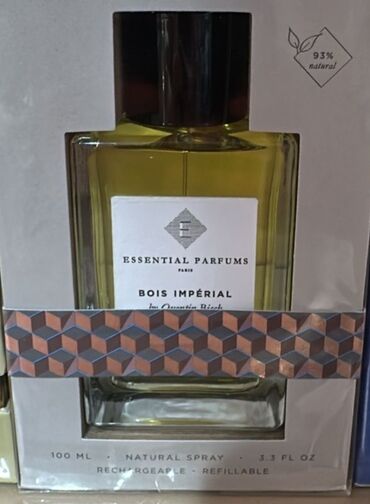 93%
natural
E
ESSENTIAL PARFUMS
PARIS
BOIS IMPÉRIAL
by Quentin Bisch
100 ML • NATURAL SPRAY • 3.3 FL OZ
RECHARGEABLE - REFILLABLE